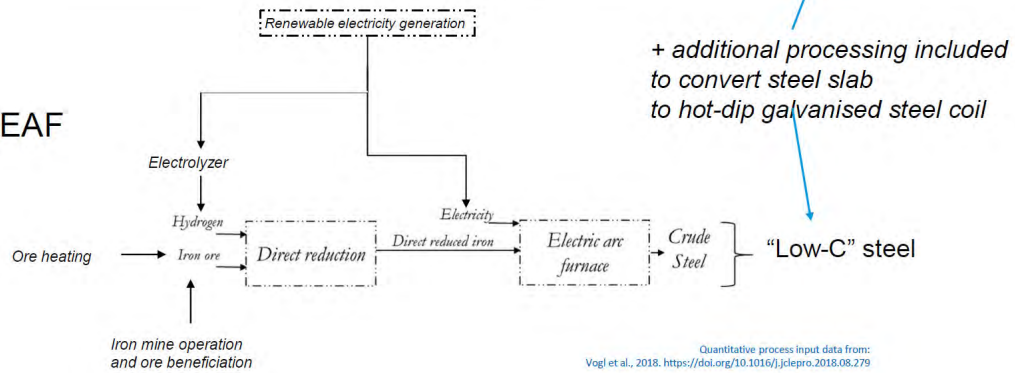 Renewable electricity generation
+ additional processing included
to convert steel slab
to hot-dip galvanised steel coil
EAF
Electrolyzer
Hydrogen
Electricity
Ore heating
Iron ore
Direct reduction
Direct reduced iron
Electric arc
furnace
Crude
Steel
“Low-C” steel
Iron mine operation
and ore beneficiation
Quantitative process input data from:
Vogl et al., 2018. https://doi.org/10.1016/j.jclepro.2018.08.279